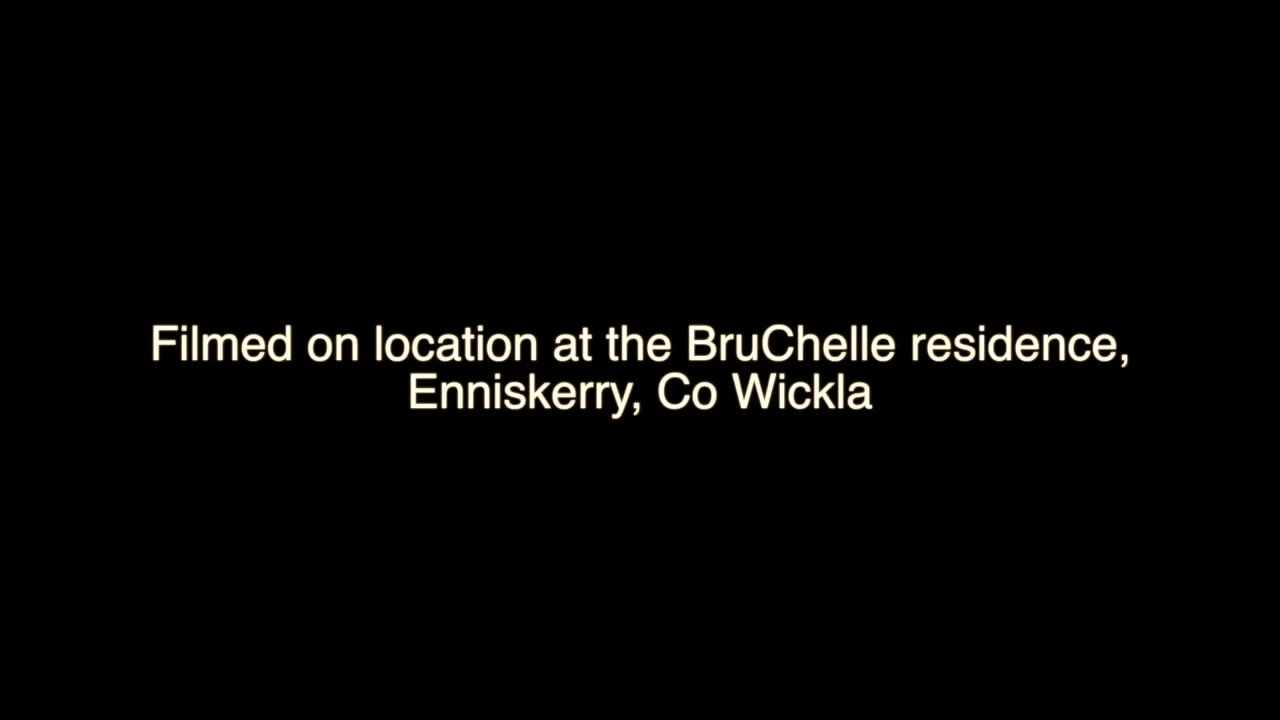 Filmed on location at the BruChelle residence,
Enniskerry, Co Wickla